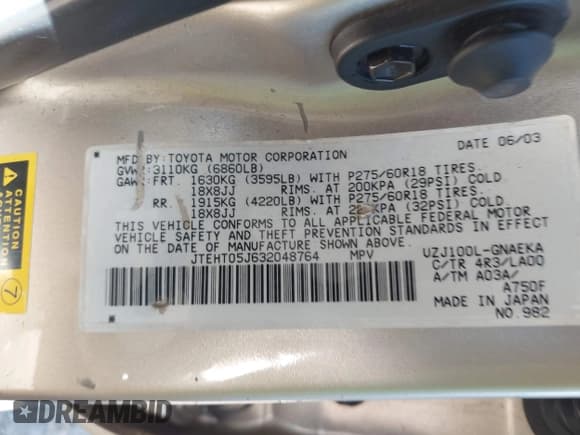 MFD BY:TOYOTA MOTOR CORPORATION
DATE 06/03
GVWR:3110KG (6860LB)
GAWR:FRT. 1630KG (3595LB) WITH P275/60R18 TIRES.
18X8JJ RIMS. AT 200KPA (29PSI) COLD.
RR. 1915KG (4220LB) WITH P275/60R18 TIRES.
18X8JJ RIMS. AT KPA (32PSI) COLD.
THIS VEHICLE CONFORMS TO ALL APPLICABLE FEDERAL MOTOR
VEHICLE SAFETY AND THEFT PREVENTION STANDARDS IN EFFECT
ON THE DATE OF MANUFACTURE SHOWN ABOVE.
JTEHT05J632048764 MPV
UZJ100L-GNAEKA
C/TR 4R3/LA00
A/TM A03A/
A750F
MADE IN JAPAN
NO.982
CAUTION
ATTENTION
7
DREAMBID